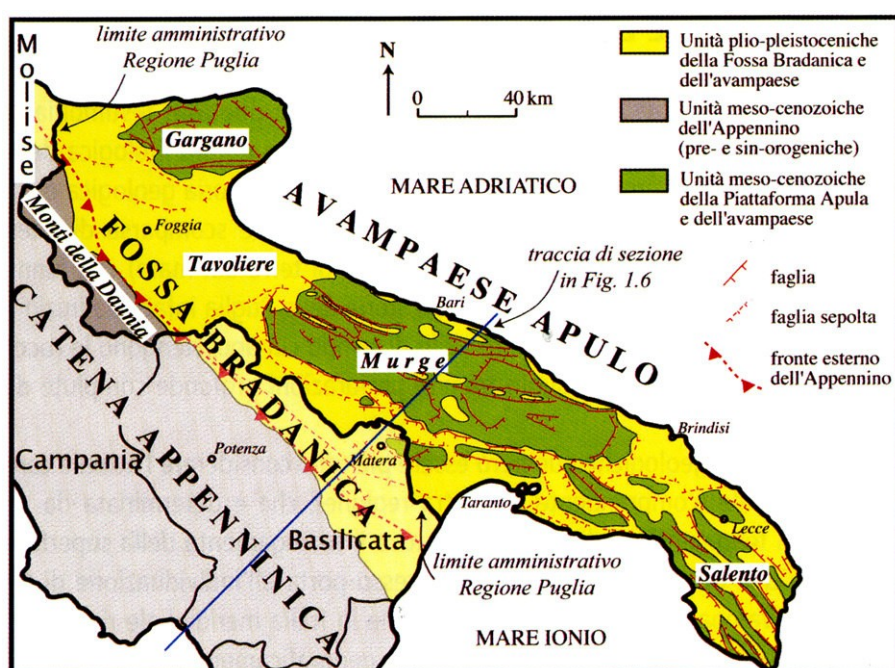 Molise
limite amministrativo
Regione Puglia
N
0 40 km
Unità plio-pleistoceniche
della Fossa Bradanica e
dell'avampaese
Unità meso-cenozoiche
dell'Appennino
(pre- e sin-orogeniche)
Unità meso-cenozoiche
della Piattaforma Apula
e dell'avampaese
faglia
faglia sepolta
fronte esterno
dell'Appennino
Gargano
MARE ADRIATICO
AVAMPAESE APULO
traccia di sezione
in Fig. 1.6
Monti della Daunia
Foggia
FOSSA BRADANICA
Tavoliere
Bari
Murge
CATENA APPENNINICA
Campania
Potenza
Matera
Brindisi
Taranto
Lecce
Basilicata
limite amministrativo
Regione Puglia
Salento
MARE IONIO